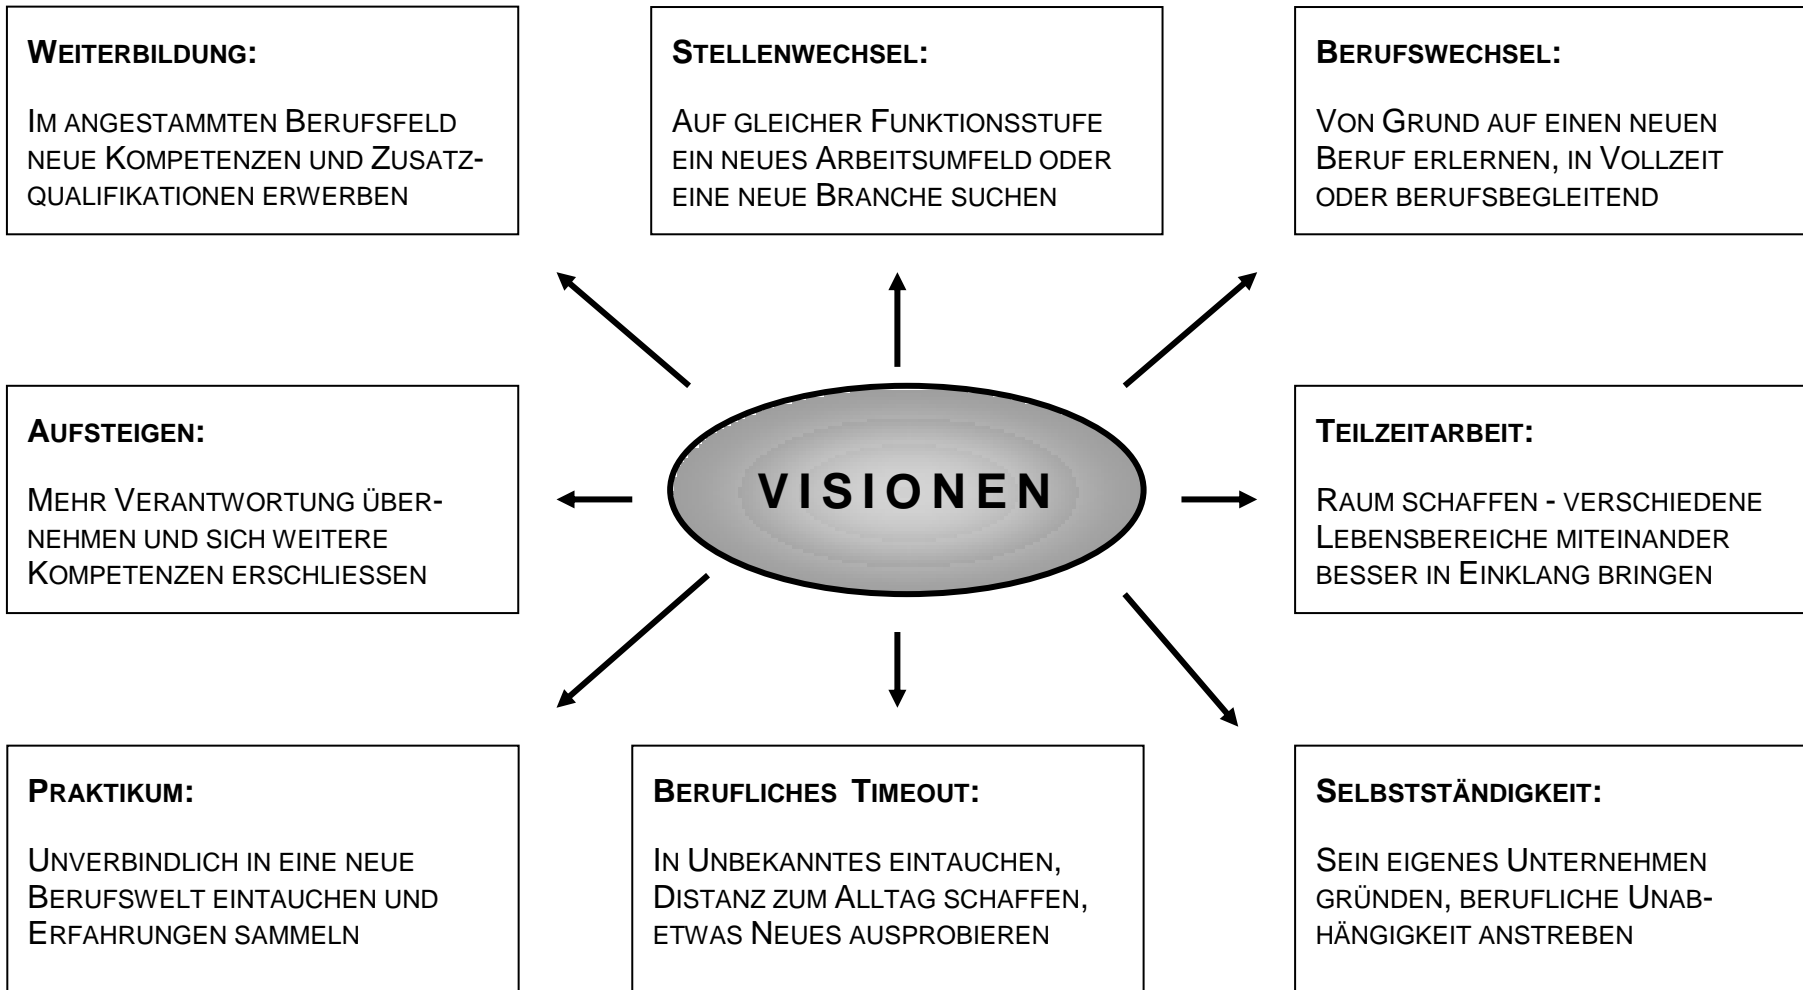 WEITERBILDUNG:
IM ANGESTAMMTEN BERUFSFELD
NEUE KOMPETENZEN UND ZUSATZ-
QUALIFIKATIONEN ERWERBEN
STELLENWECHSEL:
AUF GLEICHER FUNKTIONSSTUFE
EIN NEUES ARBEITSUMFELD ODER
EINE NEUE BRANCHE SUCHEN
BERUFSWECHSEL:
VON GRUND AUF EINEN NEUEN
BERUF ERLERNEN, IN VOLLZEIT
ODER BERUFSBEGLEITEND
AUFSTEIGEN:
MEHR VERANTWORTUNG ÜBER-
NEHMEN UND SICH WEITERE
KOMPETENZEN ERSCHLIESSEN
VISIONEN
TEILZEITARBEIT:
RAUM SCHAFFEN - VERSCHIEDENE
LEBENSBEREICHE MITEINANDER
BESSER IN EINKLANG BRINGEN
PRAKTIKUM:
UNVERBINDLICH IN EINE NEUE
BERUFSWELT EINTAUCHEN UND
ERFAHRUNGEN SAMMELN
BERUFLICHES TIMEOUT:
IN UNBEKANNTES EINTAUCHEN,
DISTANZ ZUM ALLTAG SCHAFFEN,
ETWAS NEUES AUSPROBIEREN
SELBSTSTÄNDIGKEIT:
SEIN EIGENES UNTERNEHMEN
GRÜNDEN, BERUFLICHE UNAB-
HÄNGIGKEIT ANSTREBEN